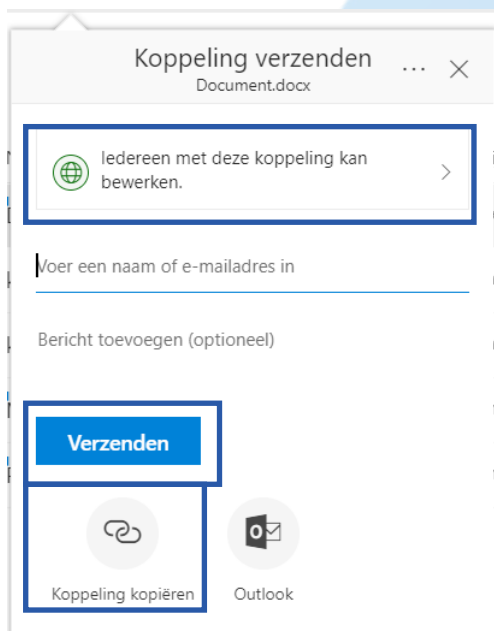 Koppeling verzenden
Document.docx
Iedereen met deze koppeling kan
bewerken.
Voer een naam of e-mailadres in
Bericht toevoegen (optioneel)
Verzenden
Koppeling kopiëren
Outlook